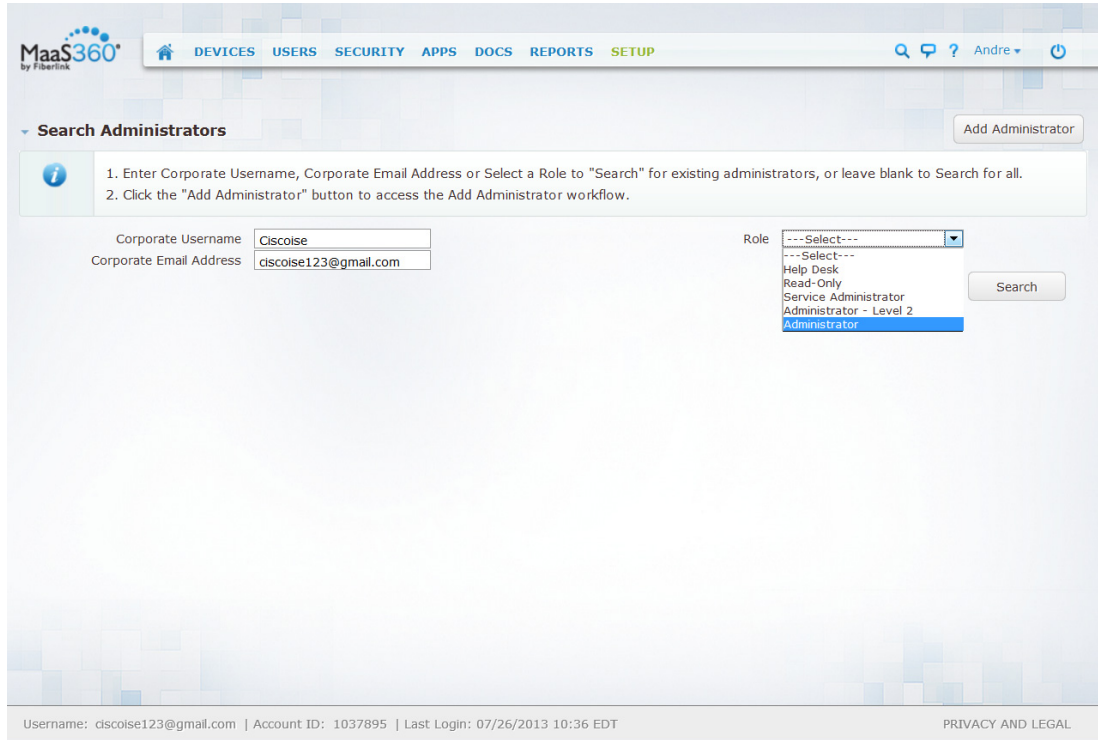 MaaS360
by Fiberlink
DEVICES USERS SECURITY APPS DOCS REPORTS SETUP
? Andre
Search Administrators
Add Administrator
i
1. Enter Corporate Username, Corporate Email Address or Select a Role to "Search" for existing administrators, or leave blank to Search for all.
2. Click the "Add Administrator" button to access the Add Administrator workflow.
Corporate Username Ciscoise
Corporate Email Address ciscoise123@gmail.com
Role ---Select---
---Select---
Help Desk
Read-Only
Service Administrator
Administrator - Level 2
Administrator
Search
Username: ciscoise123@gmail.com | Account ID: 1037895 | Last Login: 07/26/2013 10:36 EDT
PRIVACY AND LEGAL